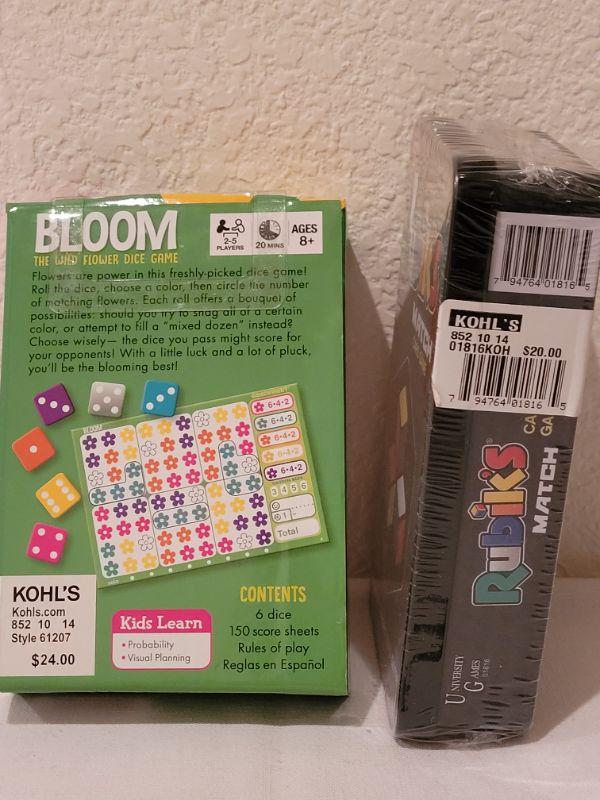 BLOOM
THE WILD FLOWER DICE GAME
2-5 PLAYERS
20 MINS
AGES 8+
Flowers are power in this freshly-picked dice game!
Roll the dice, choose a color, then circle the number
of matching flowers. Each roll offers a bouquet of
possibilities: should you try to snag all of a certain
color, or attempt to fill a "mixed dozen" instead?
Choose wisely— the dice you pass might score for
your opponents! With a little luck and a lot of pluck,
you'll be the blooming best!
BLOOM
6•4•2
6•4•2
6•4•2
6•4•2
6•4•2
3 4 5 6
Total
KOHL'S
Kohls.com
852 10 14
Style 61207
$24.00
Kids Learn
• Probability
• Visual Planning
CONTENTS
6 dice
150 score sheets
Rules of play
Reglas en Español
7 94764 01816 5
KOHL'S
852 10 14
01816KOH $20.00
7 94764 01816 5
Rubik's
MATCH
CA
GA
MATCH
UNIVERSITY
GAMES
01816